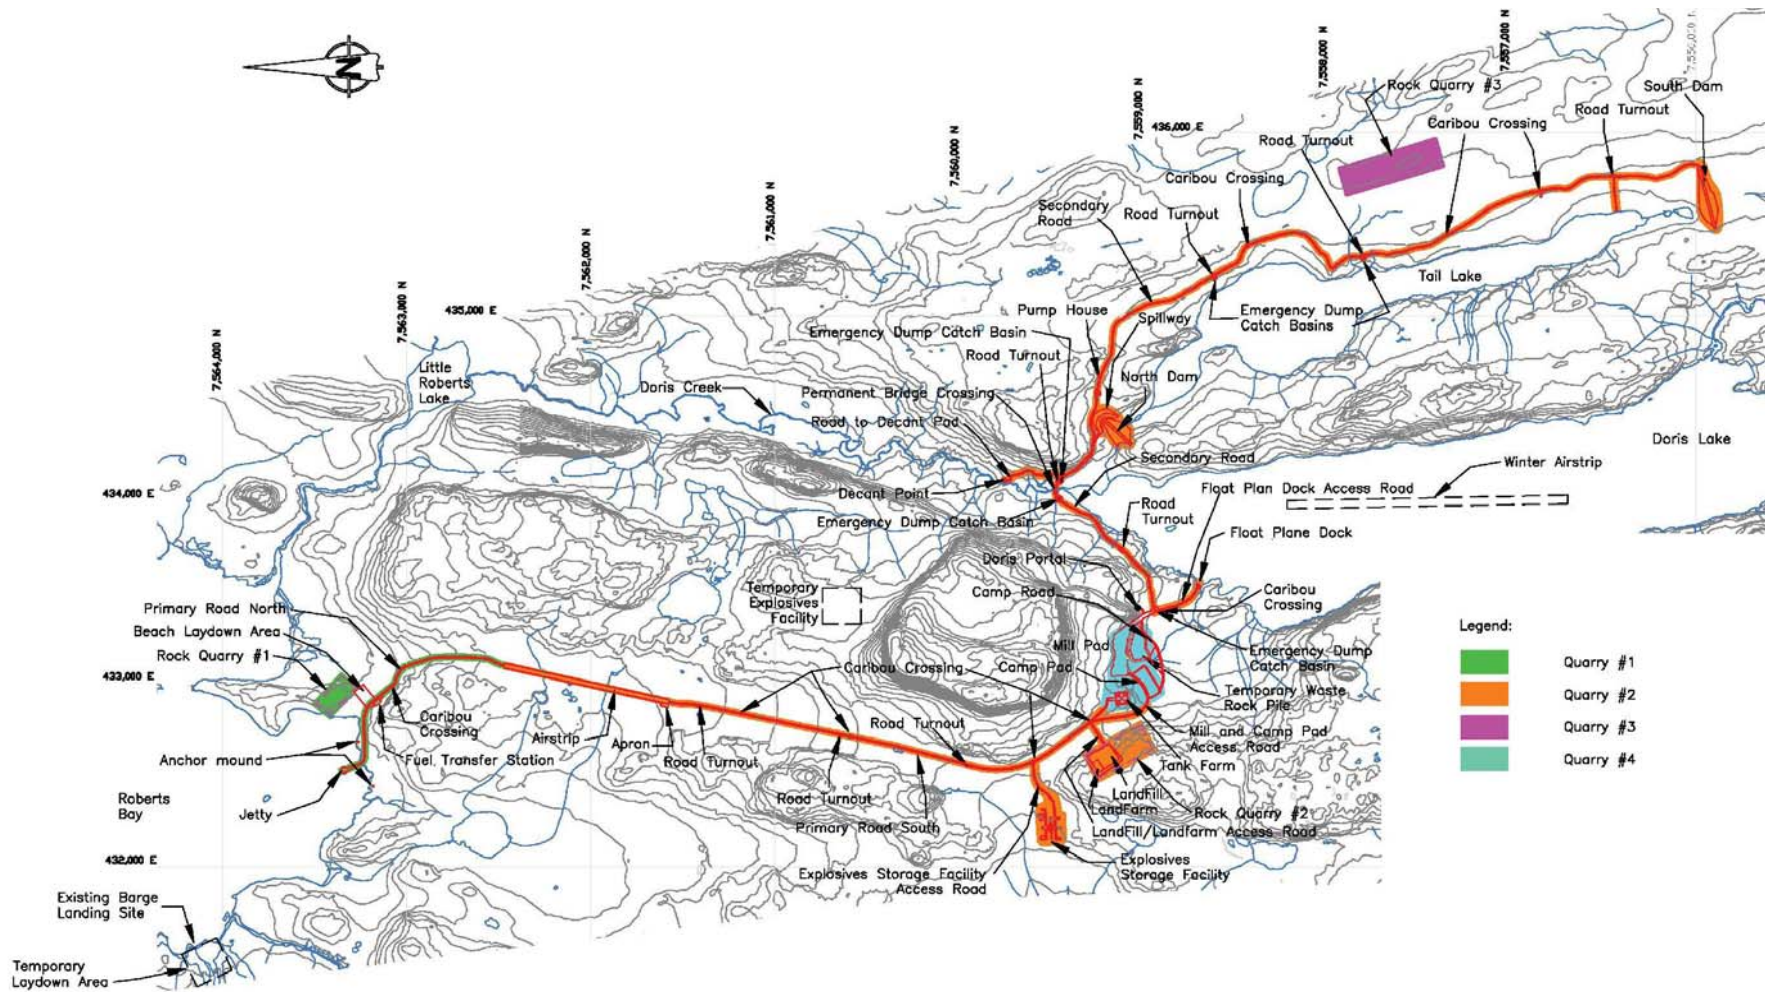 N
7,557,000 N
7,556,000 N
7,558,000 N
Rock Quarry #3
South Dam
7,559,000 N
Road Turnout
436,000 E
Caribou Crossing
7,560,000 N
Road Turnout
Caribou Crossing
7,561,000 N
Secondary
Road
Road Turnout
7,562,000 N
Tail Lake
7,563,000 N
435,000 E
Pump House
Spillway
Emergency Dump
Catch Basins
Emergency Dump Catch Basin
Road Turnout
7,564,000 N
Little
Roberts
Lake
Doris Creek
North Dam
Permanent Bridge Crossing
Road to Decant Pad
Doris Lake
Secondary Road
Winter Airstrip
434,000 E
Decant Point
Float Plan Dock Access Road
Road
Turnout
Emergency Dump Catch Basin
Float Plane Dock
Doris Portal
Temporary
Explosives
Facility
Camp Road
Caribou
Crossing
Primary Road North
Beach Laydown Area
Rock Quarry #1
Mill Pad
Emergency Dump
Catch Basin
Legend:
Quarry #1
Quarry #2
Quarry #3
Quarry #4
433,000 E
Caribou Crossing
Camp Pad
Temporary Waste
Rock Pile
Caribou
Crossing
Airstrip
Apron
Road Turnout
Mill and Camp Pad
Access Road
Anchor mound
Fuel Transfer Station
Road Turnout
Tank Farm
Roberts
Bay
Jetty
Road Turnout
LandFill
LandFarm
Rock Quarry #2
Primary Road South
LandFill/Landfarm Access Road
432,000 E
Explosives Storage Facility
Access Road
Explosives
Storage Facility
Existing Barge
Landing Site
Temporary
Laydown Area